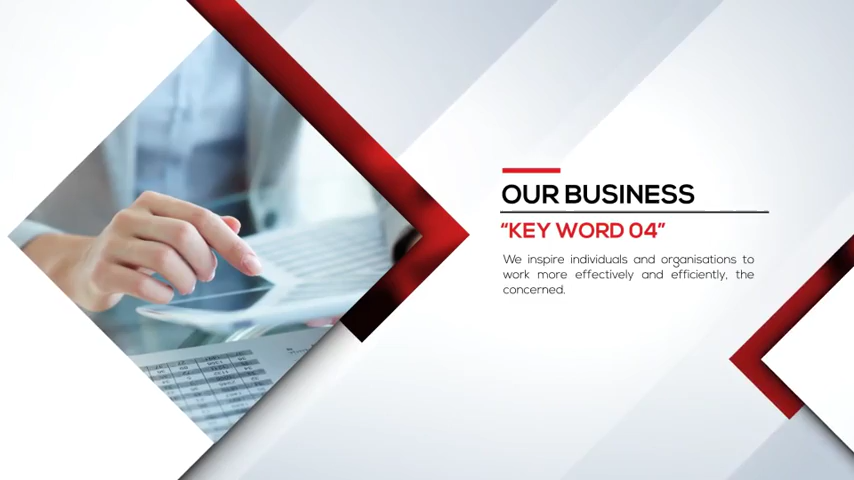 OUR BUSINESS
“KEY WORD 04”
We inspire individuals and organisations to
work more effectively and efficiently, the
concerned.